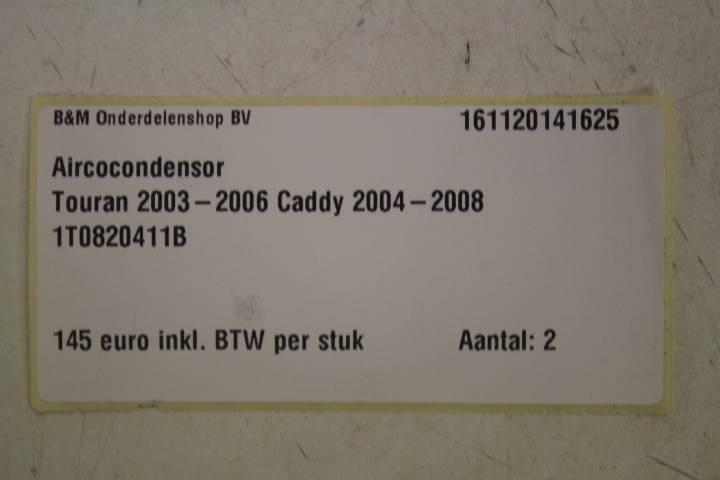 B&M Onderdelenshop BV 161120141625
Aircocondensor
Touran 2003–2006 Caddy 2004–2008
1T0820411B
145 euro inkl. BTW per stuk Aantal: 2